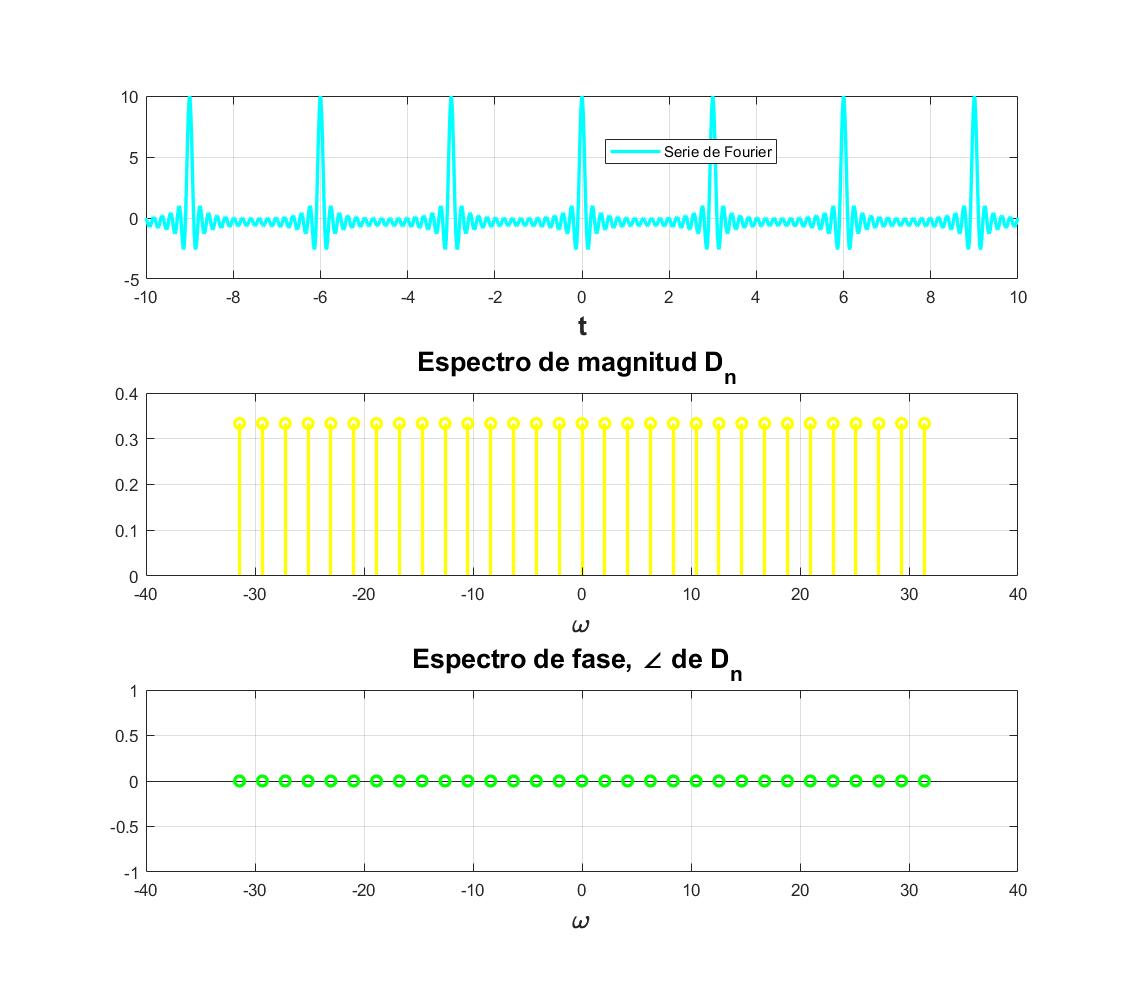 10
5
0
-5
Serie de Fourier
-10 -8 -6 -4 -2 0 2 4 6 8 10
t
Espectro de magnitud Dn
0.4
0.3
0.2
0.1
0
-40 -30 -20 -10 0 10 20 30 40
ω
Espectro de fase, ∠ de Dn
1
0.5
0
-0.5
-1
-40 -30 -20 -10 0 10 20 30 40
ω